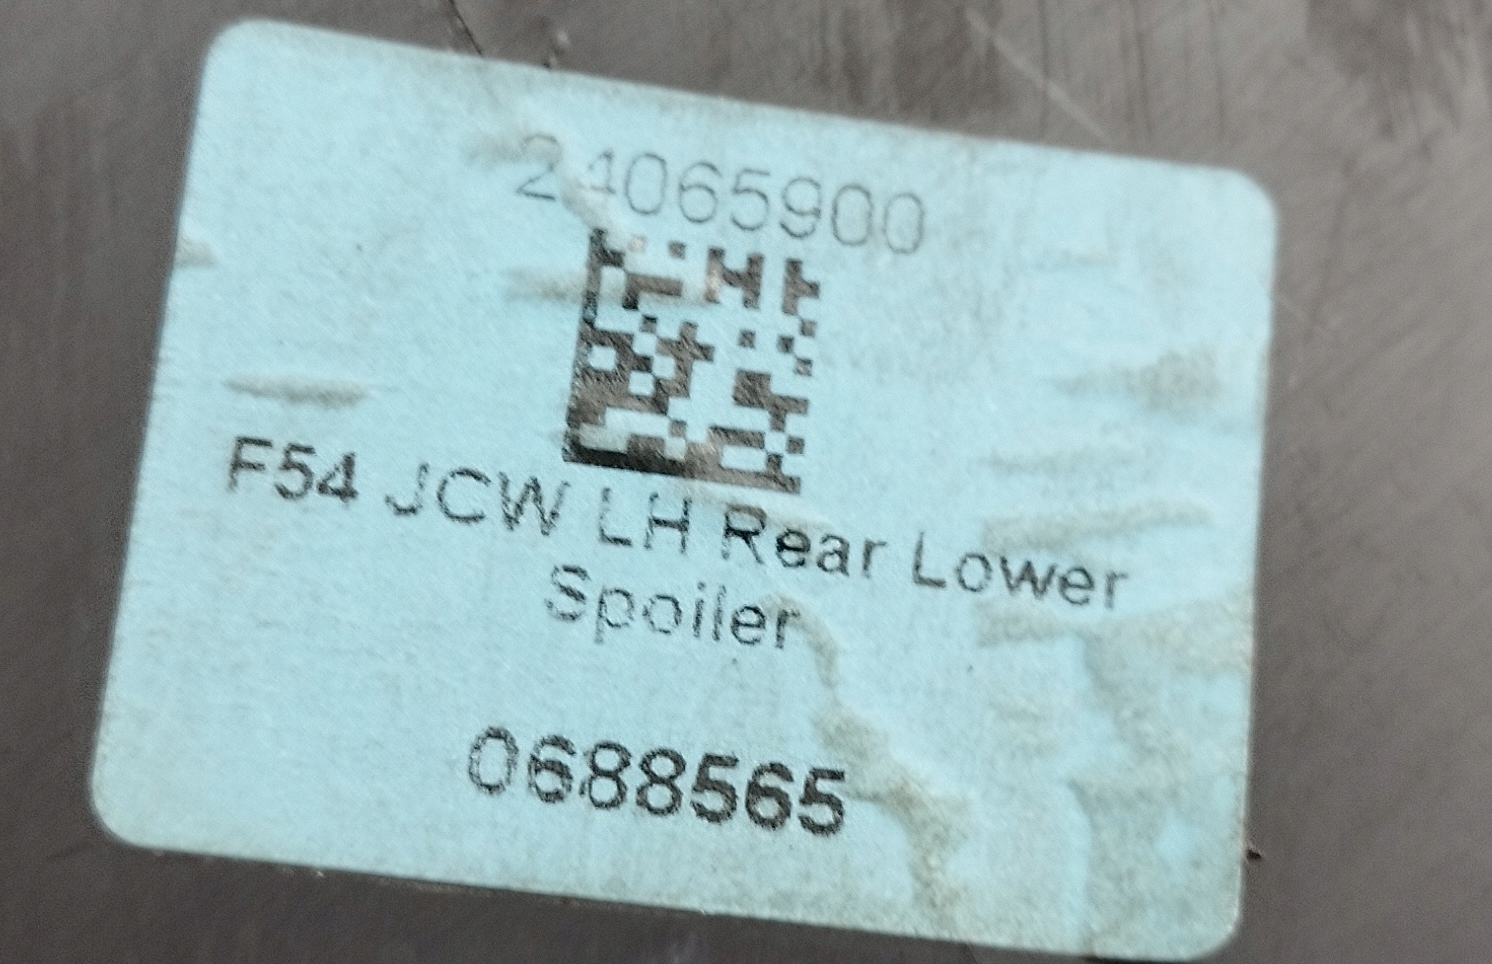 24065900
F54 JCW LH Rear Lower
Spoiler
0688565